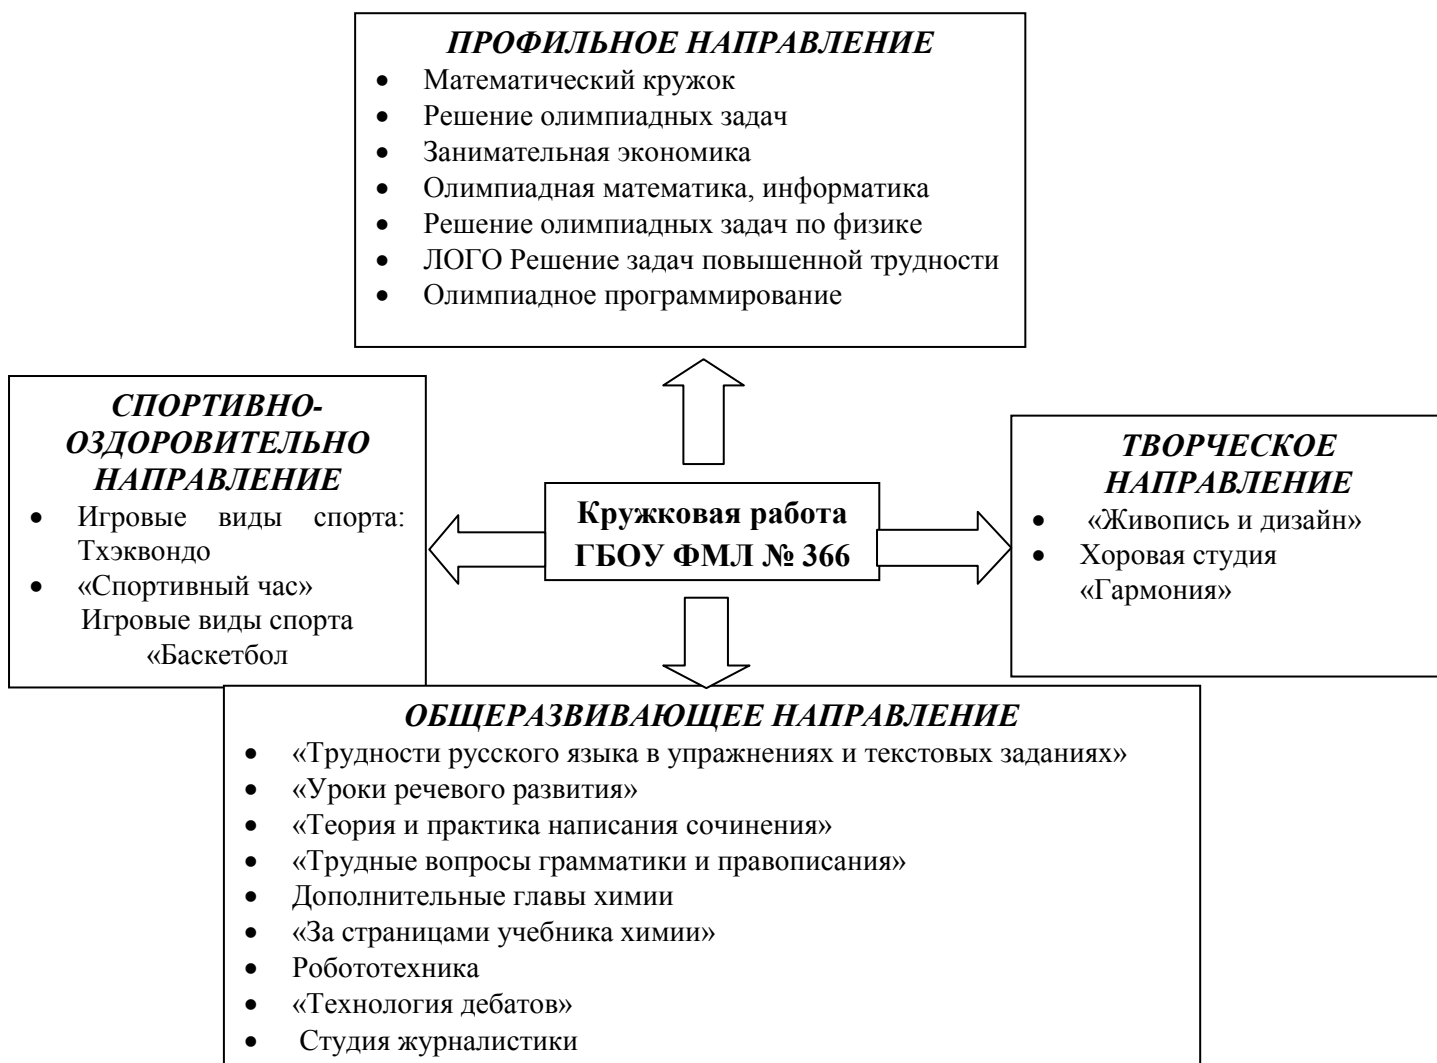 ПРОФИЛЬНОЕ НАПРАВЛЕНИЕ
• Математический кружок
• Решение олимпиадных задач
• Занимательная экономика
• Олимпиадная математика, информатика
• Решение олимпиадных задач по физике
• ЛОГО Решение задач повышенной трудности
• Олимпиадное программирование
СПОРТИВНО-
ОЗДОРОВИТЕЛЬНО
НАПРАВЛЕНИЕ
• Игровые виды спорта:
Тхэквондо
• «Спортивный час»
Игровые виды спорта
«Баскетбол
Кружковая работа
ГБОУ ФМЛ № 366
ТВОРЧЕСКОЕ
НАПРАВЛЕНИЕ
• «Живопись и дизайн»
• Хоровая студия
«Гармония»
ОБЩЕРАЗВИВАЮЩЕЕ НАПРАВЛЕНИЕ
• «Трудности русского языка в упражнениях и текстовых заданиях»
• «Уроки речевого развития»
• «Теория и практика написания сочинения»
• «Трудные вопросы грамматики и правописания»
• Дополнительные главы химии
• «За страницами учебника химии»
• Робототехника
• «Технология дебатов»
• Студия журналистики